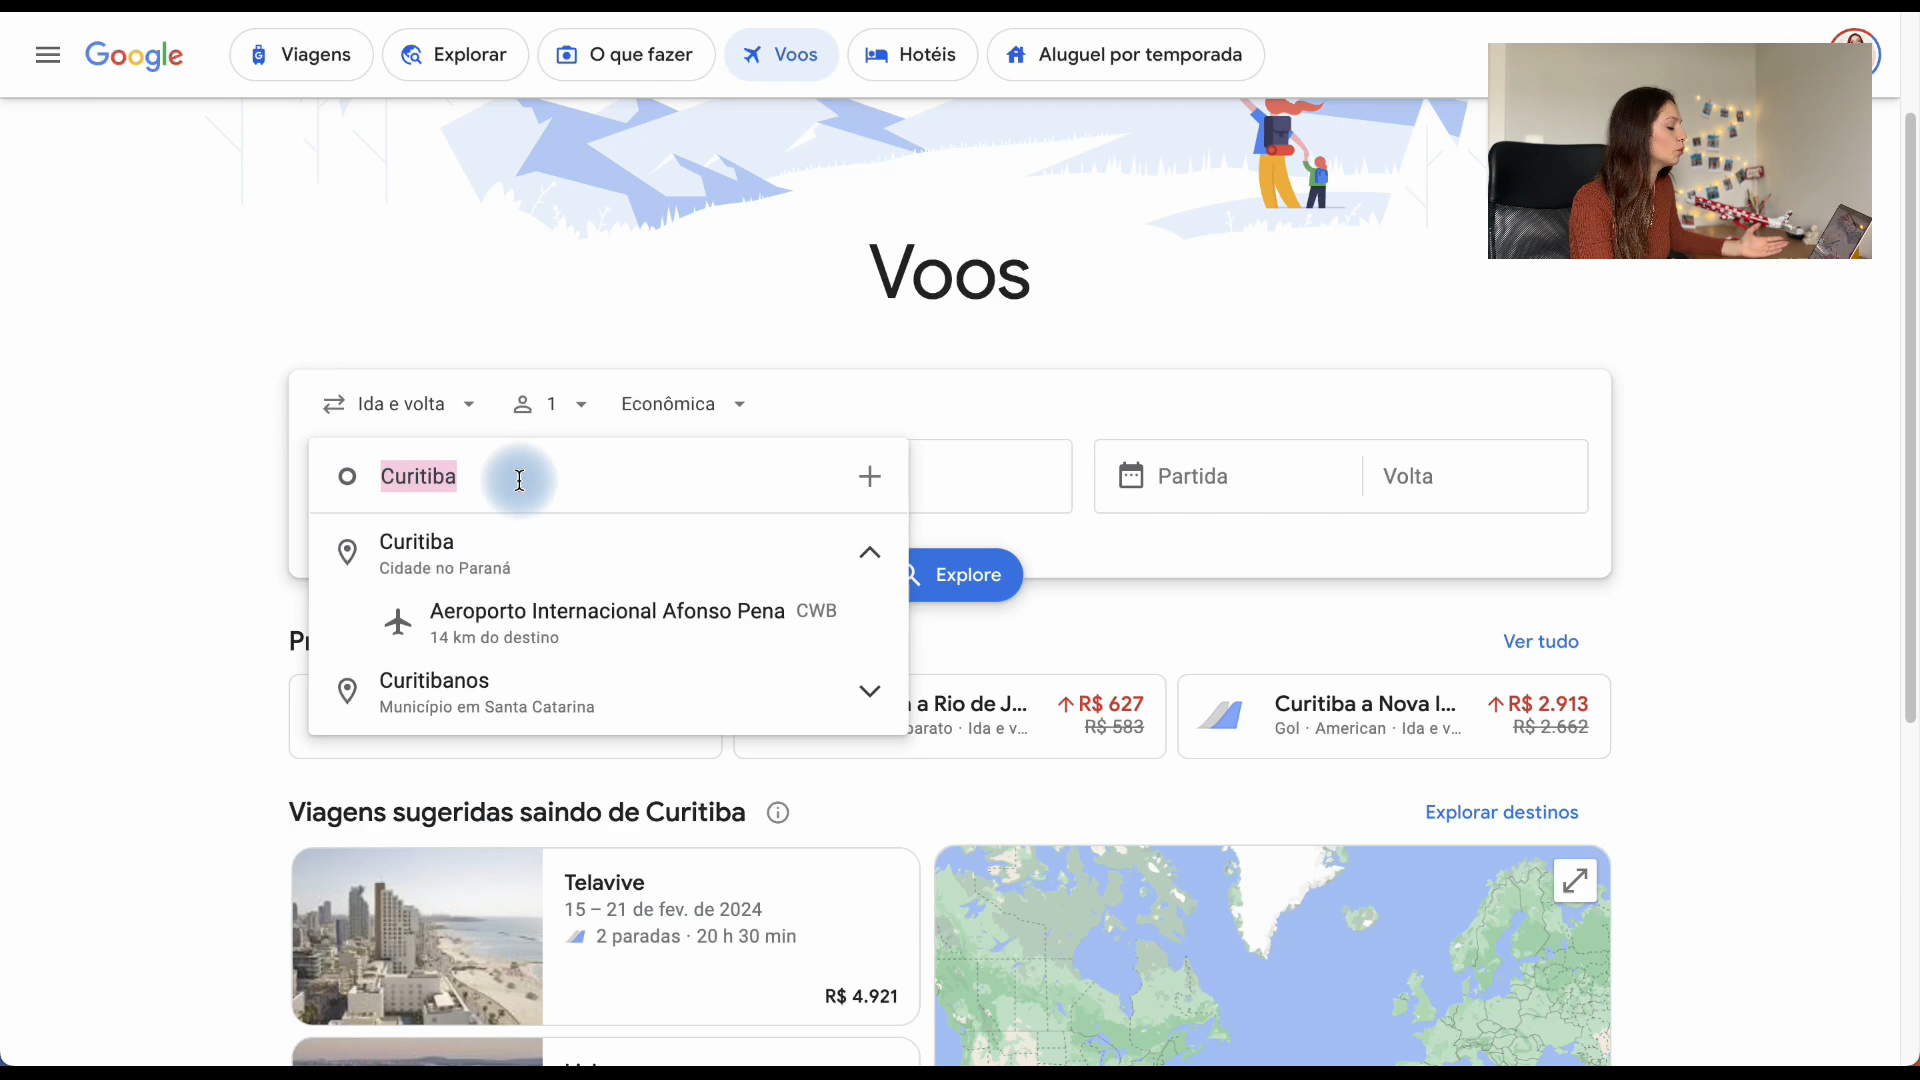 Google
Viagens
Explorar
O que fazer
Voos
Hotéis
Aluguel por temporada
Voos
Ida e volta
1
Econômica
Curitiba
Partida
Volta
Curitiba
Cidade no Paraná
Aeroporto Internacional Afonso Pena CWB
14 km do destino
Curitibanos
Município em Santa Catarina
Explore
Ver tudo
a Rio de J...
R$ 627
parato · Ida e v...
R$ 583
Curitiba a Nova I...
R$ 2.913
Gol · American · Ida e v...
R$ 2.662
Viagens sugeridas saindo de Curitiba
Explorar destinos
Telavive
15 – 21 de fev. de 2024
2 paradas · 20 h 30 min
R$ 4.921